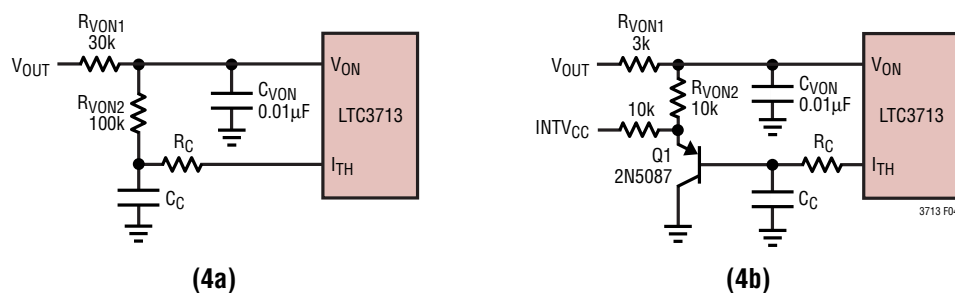 RVON1
30k
VOUT
VON
RVON2
100k
CVON
0.01µF
LTC3713
RC
ITH
CC
(4a)
RVON1
3k
VOUT
VON
RVON2
10k
CVON
0.01µF
10k
INTVCC
LTC3713
Q1
2N5087
RC
ITH
CC
3713 F04
(4b)